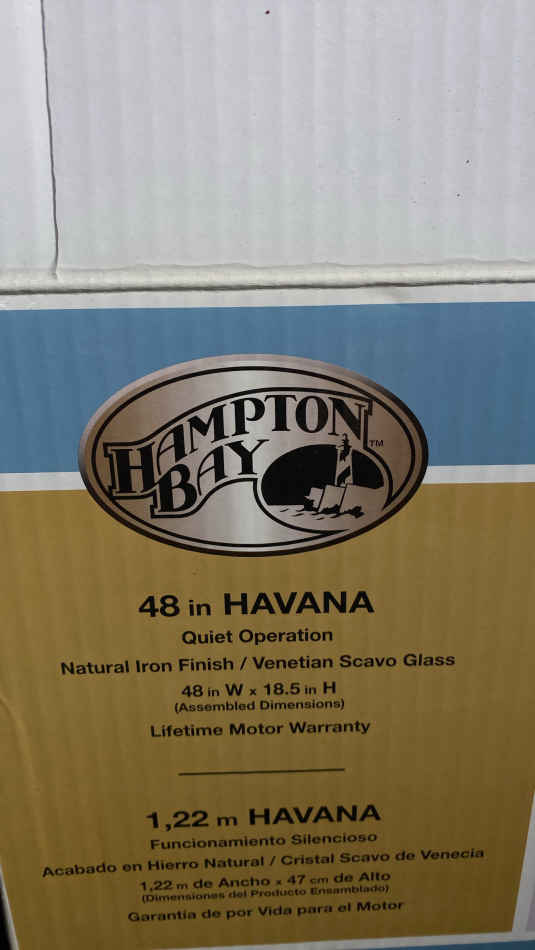 HAMPTON
BAY
TM
48 in HAVANA
Quiet Operation
Natural Iron Finish / Venetian Scavo Glass
48 in W x 18.5 in H
(Assembled Dimensions)
Lifetime Motor Warranty
1,22 m HAVANA
Funcionamiento Silencioso
Acabado en Hierro Natural / Cristal Scavo de Venecia
1,22 m de Ancho x 47 cm de Alto
(Dimensiones del Producto Ensamblado)
Garantia de por Vida para el Motor